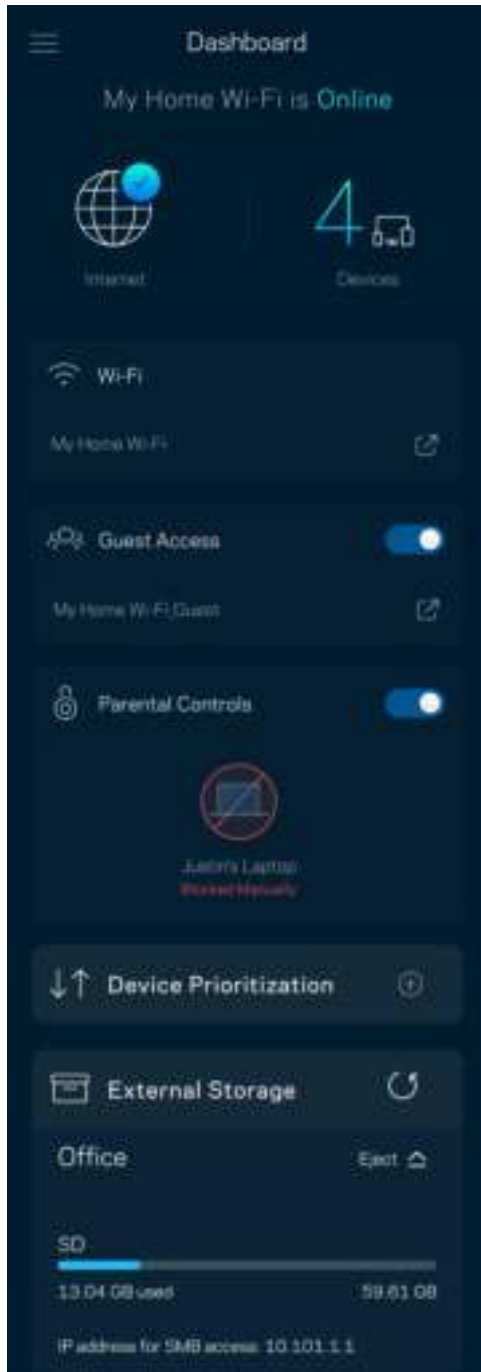 Dashboard
My Home Wi-Fi is Online
4
Internet
Devices
Wi-Fi
My Home Wi-Fi
Guest Access
My Home Wi-Fi_Guest
Parental Controls
Justin's Laptop
Blocked Manually
Device Prioritization
External Storage
Office
Eject
SD
13.04 GB used
59.61 GB
IP address for SMB access: 10.101.1.1